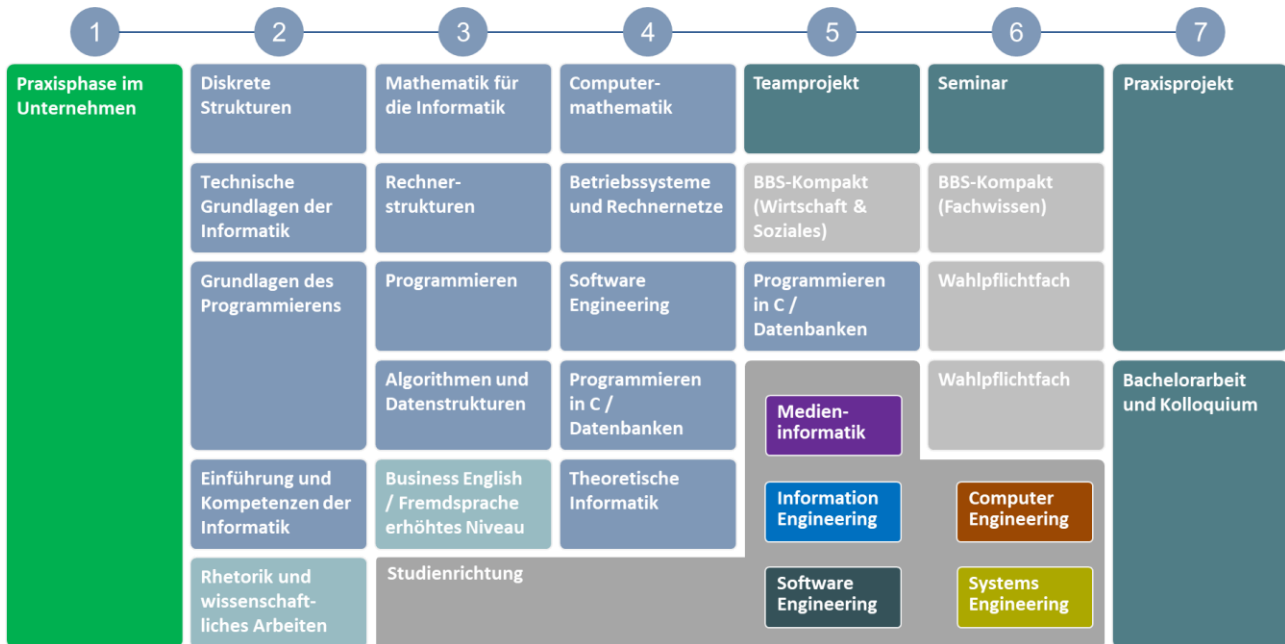 1
2
3
4
5
6
7
Praxisphase im
Unternehmen
Diskrete
Strukturen
Mathematik für
die Informatik
Computer-
mathematik
Teamprojekt
Seminar
Praxisprojekt
Technische
Grundlagen der
Informatik
Rechner-
strukturen
Betriebssysteme
und Rechnernetze
BBS-Kompakt
(Wirtschaft &
Soziales)
BBS-Kompakt
(Fachwissen)
Grundlagen des
Programmierens
Programmieren
Software
Engineering
Programmieren
in C /
Datenbanken
Wahlpflichtfach
Algorithmen und
Datenstrukturen
Programmieren
in C /
Datenbanken
Medien-
informatik
Wahlpflichtfach
Bachelorarbeit
und Kolloquium
Einführung und
Kompetenzen der
Informatik
Business English
/ Fremdsprache
erhöhtes Niveau
Theoretische
Informatik
Information
Engineering
Computer
Engineering
Rhetorik und
wissenschaft-
liches Arbeiten
Studienrichtung
Software
Engineering
Systems
Engineering